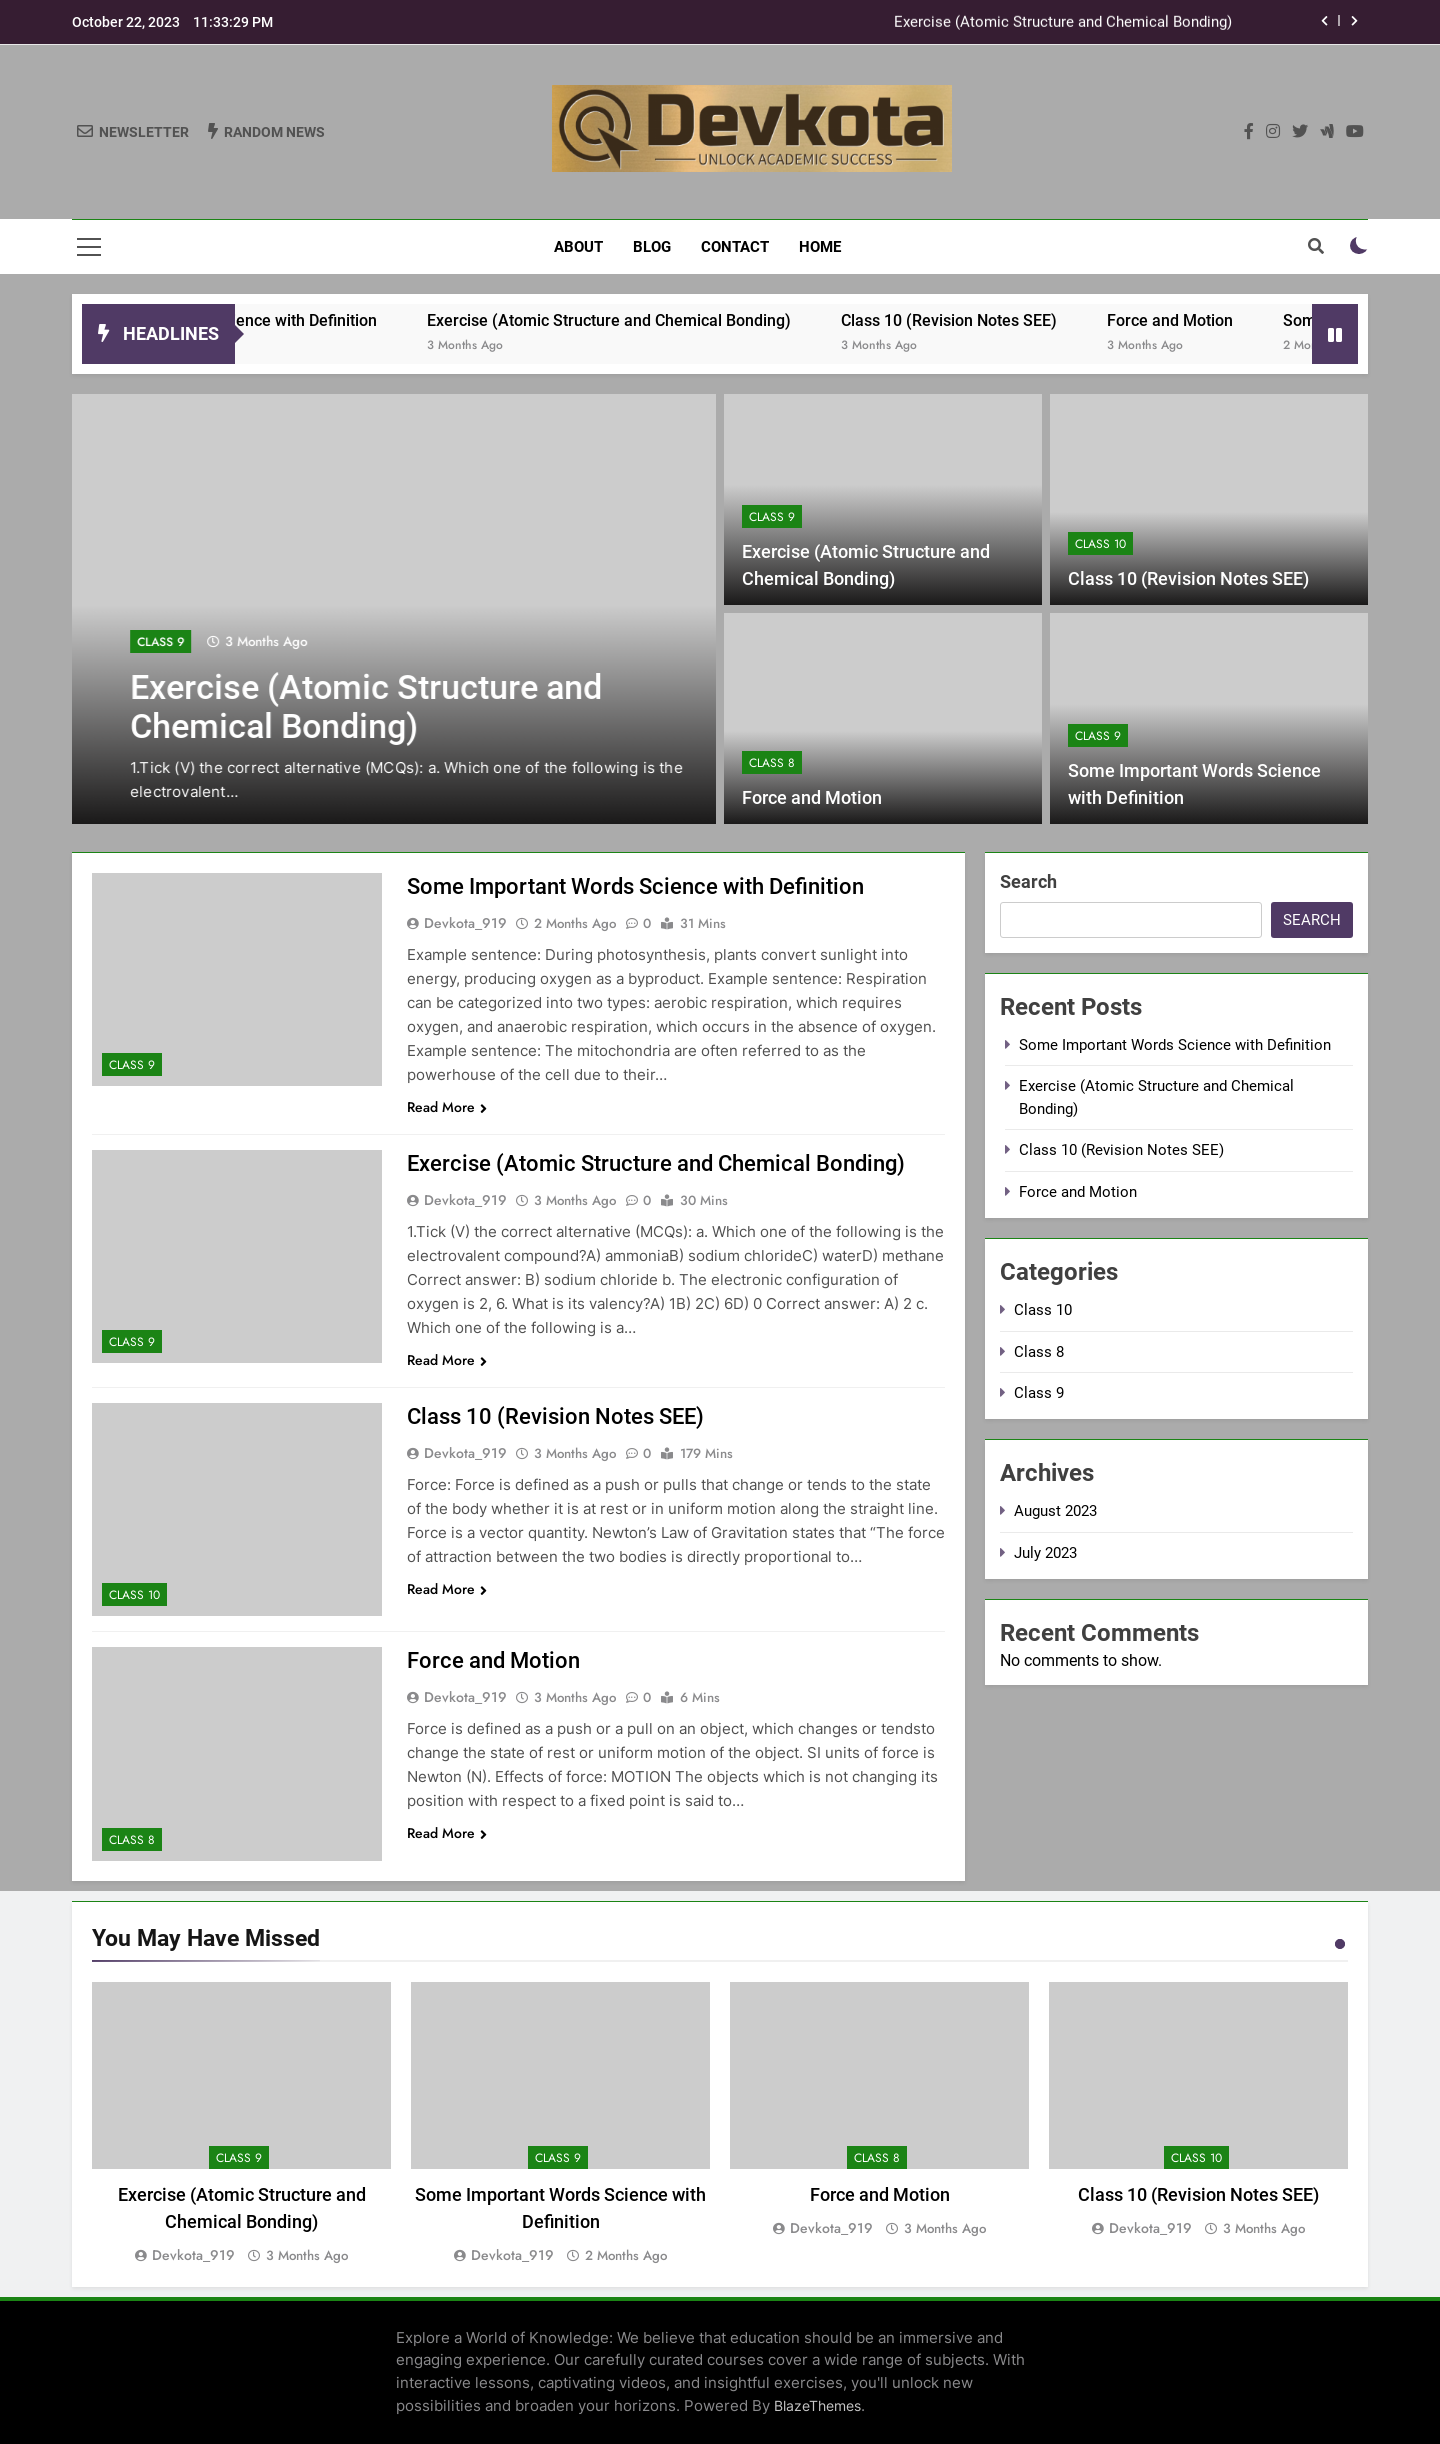 October 22, 2023 11:33:29 PM
Exercise (Atomic Structure and Chemical Bonding)
NEWSLETTER
RANDOM NEWS
Devkota
UNLOCK ACADEMIC SUCCESS
ABOUT
BLOG
CONTACT
HOME
HEADLINES
ence with Definition
Exercise (Atomic Structure and Chemical Bonding)
3 Months Ago
Class 10 (Revision Notes SEE)
3 Months Ago
Force and Motion
3 Months Ago
Som
2 Mo
CLASS 9
3 Months Ago
Exercise (Atomic Structure and
Chemical Bonding)
1.Tick (V) the correct alternative (MCQs): a. Which one of the following is the
electrovalent…
CLASS 9
Exercise (Atomic Structure and
Chemical Bonding)
CLASS 10
Class 10 (Revision Notes SEE)
CLASS 8
Force and Motion
CLASS 9
Some Important Words Science
with Definition
CLASS 9
Some Important Words Science with Definition
Devkota_919 2 Months Ago 0 31 Mins
Example sentence: During photosynthesis, plants convert sunlight into
energy, producing oxygen as a byproduct. Example sentence: Respiration
can be categorized into two types: aerobic respiration, which requires
oxygen, and anaerobic respiration, which occurs in the absence of oxygen.
Example sentence: The mitochondria are often referred to as the
powerhouse of the cell due to their…
Read More
CLASS 9
Exercise (Atomic Structure and Chemical Bonding)
Devkota_919 3 Months Ago 0 30 Mins
1.Tick (V) the correct alternative (MCQs): a. Which one of the following is the
electrovalent compound?A) ammoniaB) sodium chlorideC) waterD) methane
Correct answer: B) sodium chloride b. The electronic configuration of
oxygen is 2, 6. What is its valency?A) 1B) 2C) 6D) 0 Correct answer: A) 2 c.
Which one of the following is a…
Read More
CLASS 10
Class 10 (Revision Notes SEE)
Devkota_919 3 Months Ago 0 179 Mins
Force: Force is defined as a push or pulls that change or tends to the state
of the body whether it is at rest or in uniform motion along the straight line.
Force is a vector quantity. Newton’s Law of Gravitation states that “The force
of attraction between the two bodies is directly proportional to…
Read More
CLASS 8
Force and Motion
Devkota_919 3 Months Ago 0 6 Mins
Force is defined as a push or a pull on an object, which changes or tendsto
change the state of rest or uniform motion of the object. SI units of force is
Newton (N). Effects of force: MOTION The objects which is not changing its
position with respect to a fixed point is said to…
Read More
Search
SEARCH
Recent Posts
Some Important Words Science with Definition
Exercise (Atomic Structure and Chemical
Bonding)
Class 10 (Revision Notes SEE)
Force and Motion
Categories
Class 10
Class 8
Class 9
Archives
August 2023
July 2023
Recent Comments
No comments to show.
You May Have Missed
CLASS 9
Exercise (Atomic Structure and
Chemical Bonding)
Devkota_919 3 Months Ago
CLASS 9
Some Important Words Science with
Definition
Devkota_919 2 Months Ago
CLASS 8
Force and Motion
Devkota_919 3 Months Ago
CLASS 10
Class 10 (Revision Notes SEE)
Devkota_919 3 Months Ago
Explore a World of Knowledge: We believe that education should be an immersive and
engaging experience. Our carefully curated courses cover a wide range of subjects. With
interactive lessons, captivating videos, and insightful exercises, you'll unlock new
possibilities and broaden your horizons. Powered By BlazeThemes.